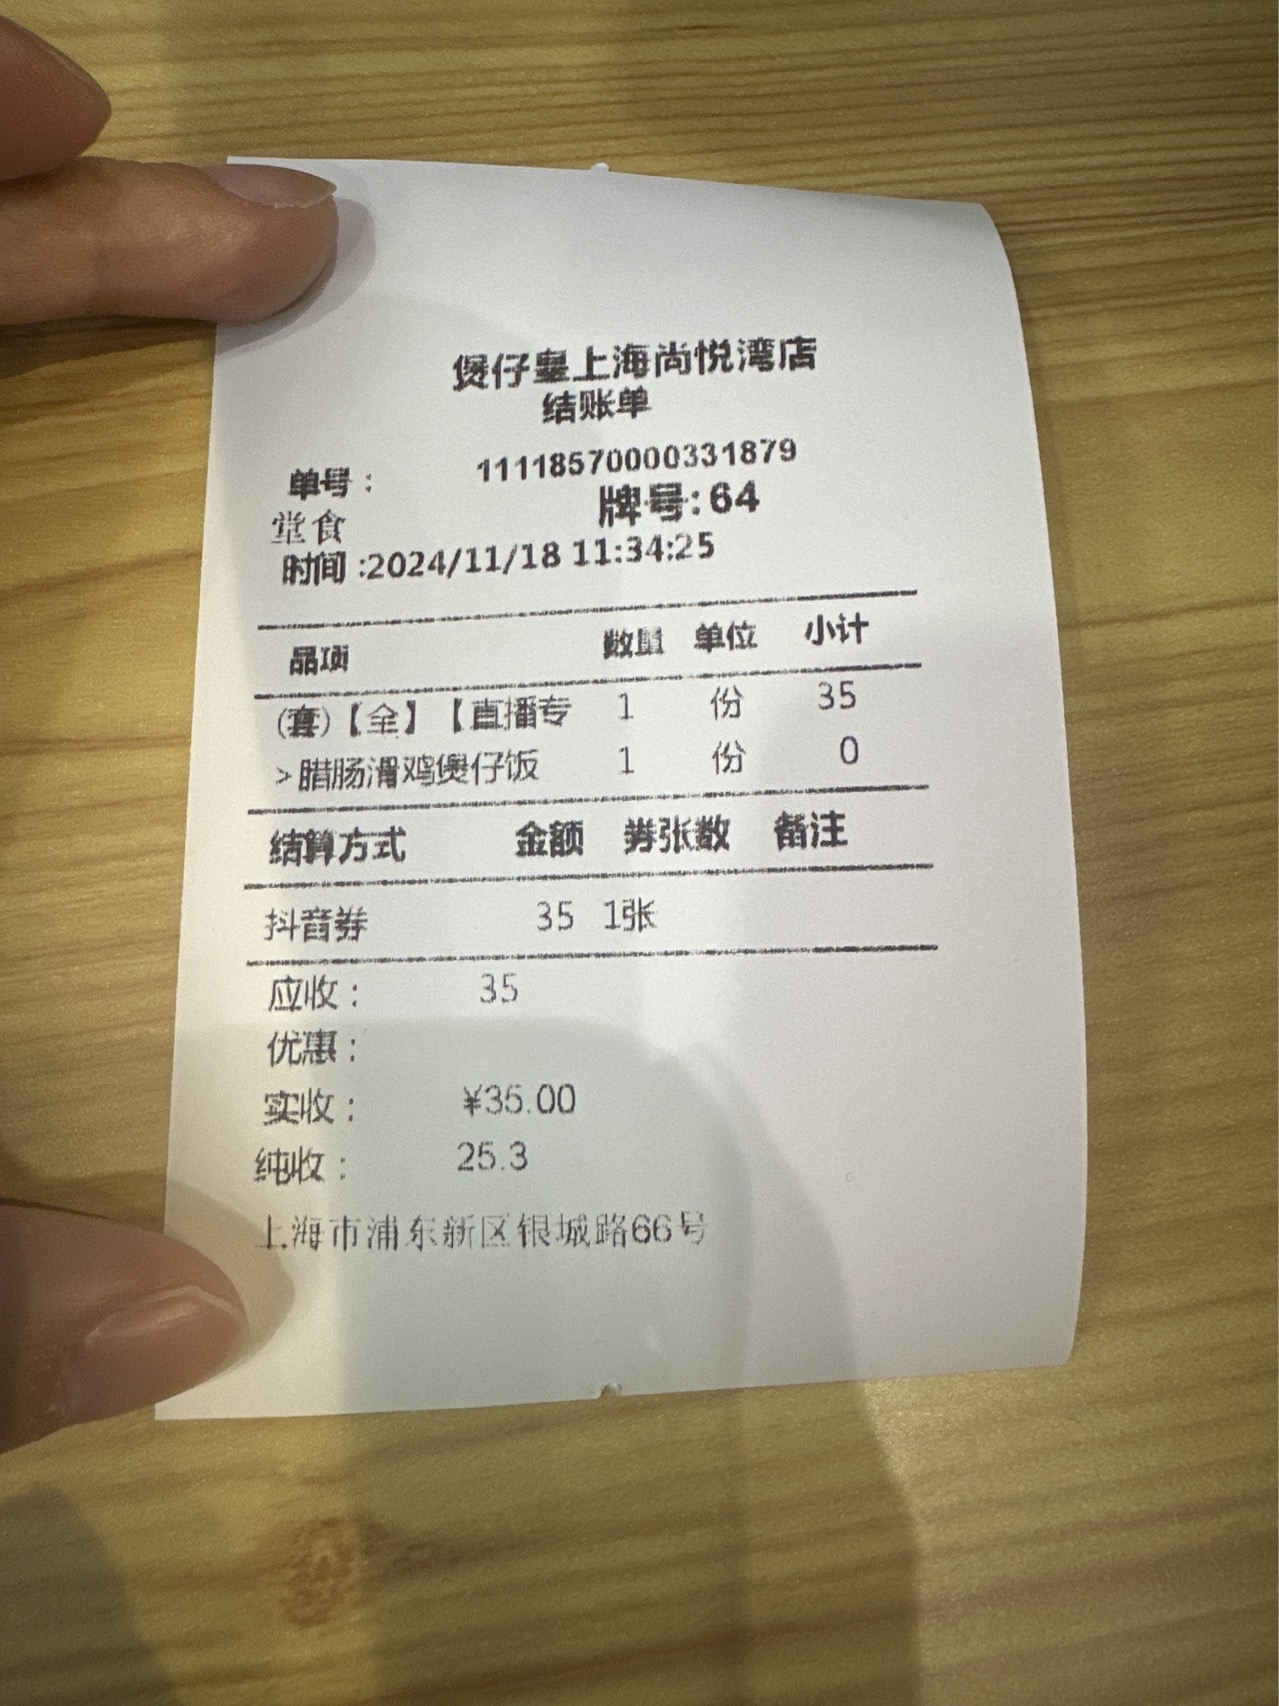 煲仔皇上海尚悦湾店
结账单
单号： 11118570000331879
堂食 牌号:64
时间:2024/11/18 11:34:25
品项 数量 单位 小计
(套)【全】【直播专 1 份 35
>腊肠滑鸡煲仔饭 1 份 0
结算方式 金额 券张数 备注
抖音券 35 1张
应收： 35
优惠：
实收： ¥35.00
纯收： 25.3
上海市浦东新区银城路66号